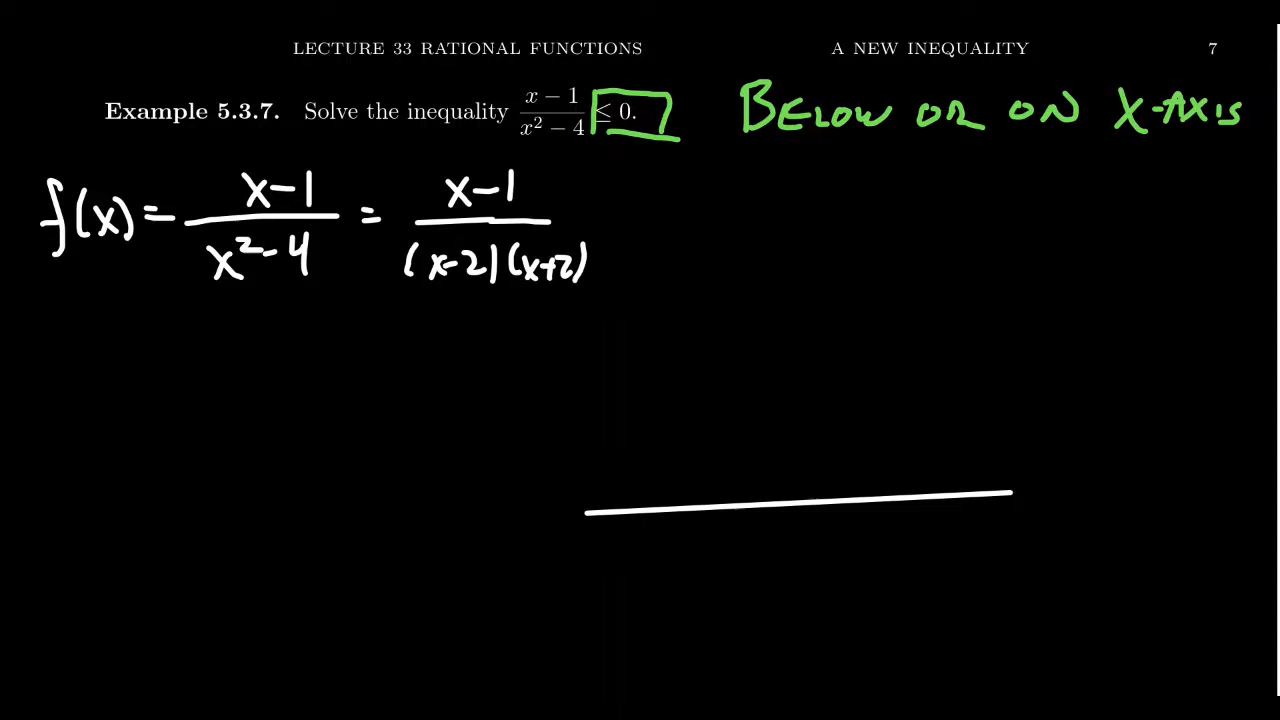 LECTURE 33 RATIONAL FUNCTIONS A NEW INEQUALITY 7
Example 5.3.7. Solve the inequality (x − 1)/(x² − 4) ≤ 0. BELOW OR ON X-AXIS
f(x) = (x-1)/(x²-4) = (x-1)/((x-2)(x+2))